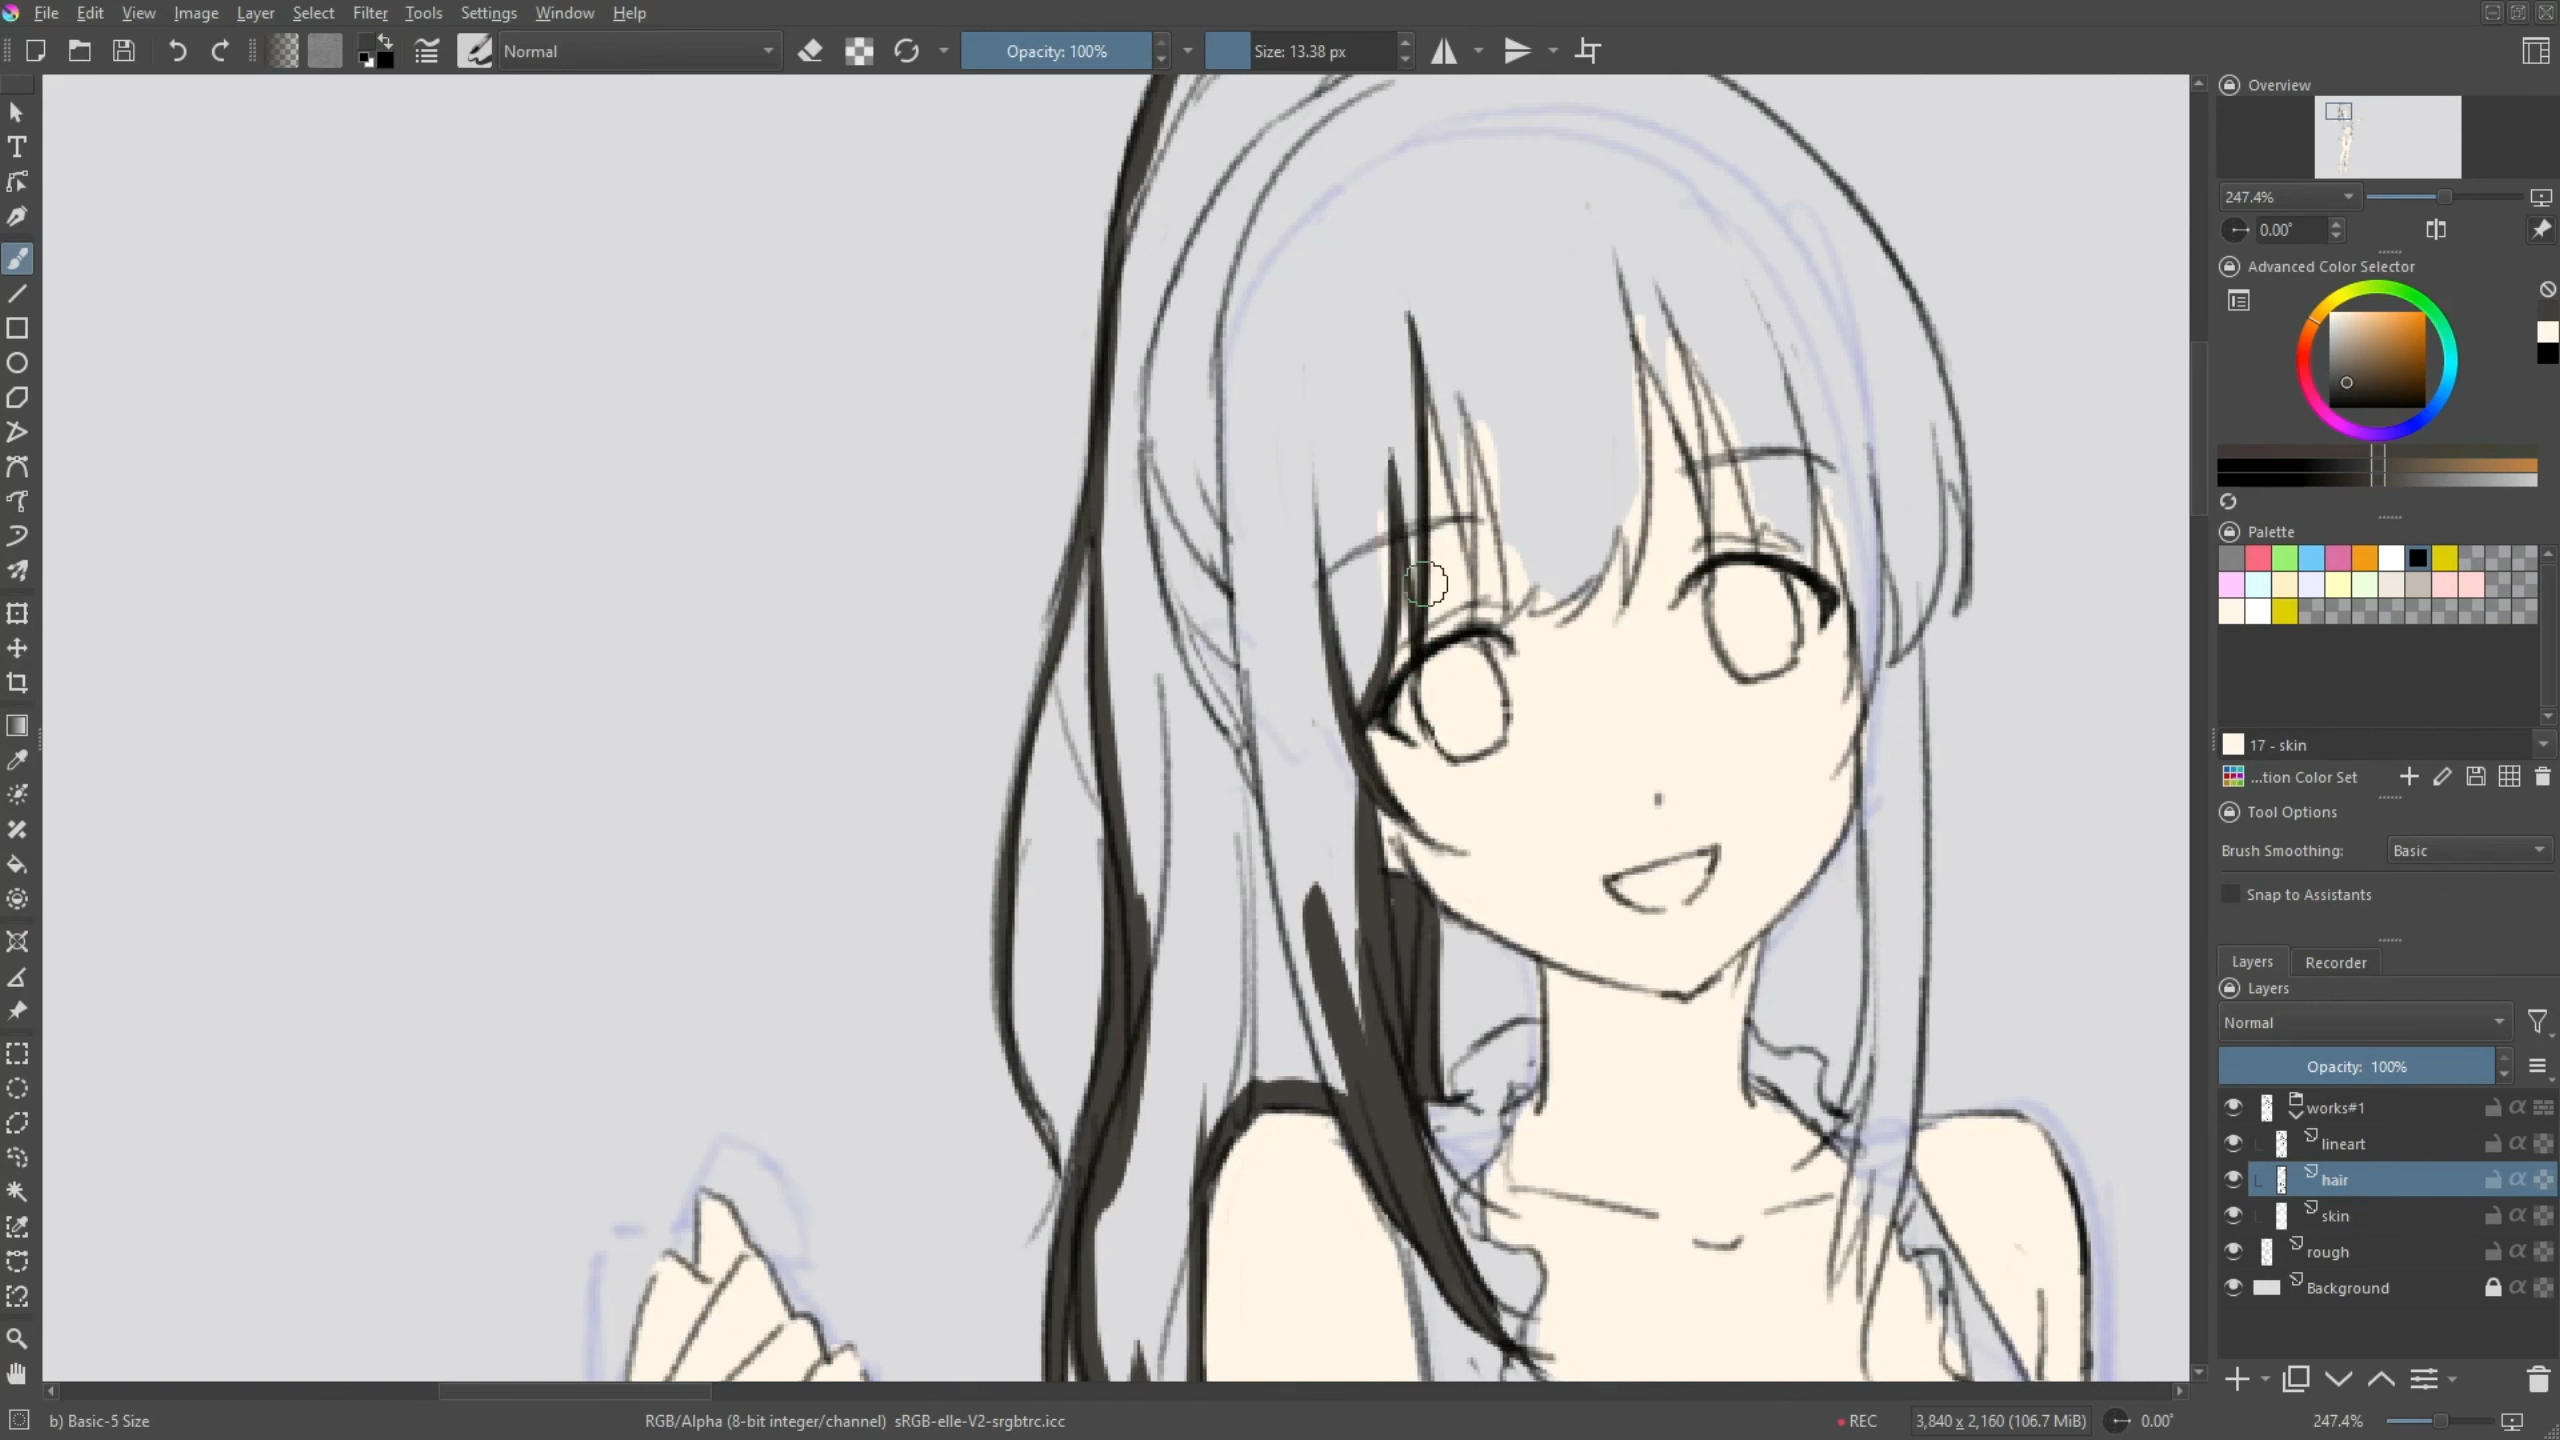 File Edit View Image Layer Select Filter Tools Settings Window Help
Normal
Opacity: 100%
Size: 13.38 px
Overview
247.4%
0.00°
Advanced Color Selector
Palette
17 - skin
...tion Color Set
Tool Options
Brush Smoothing: Basic
Snap to Assistants
Layers Recorder
Layers
Normal
Opacity: 100%
works#1
lineart
hair
skin
rough
Background
b) Basic-5 Size
RGB/Alpha (8-bit integer/channel) sRGB-elle-V2-srgbtrc.icc
REC
3,840 x 2,160 (106.7 MiB)
0.00°
247.4%